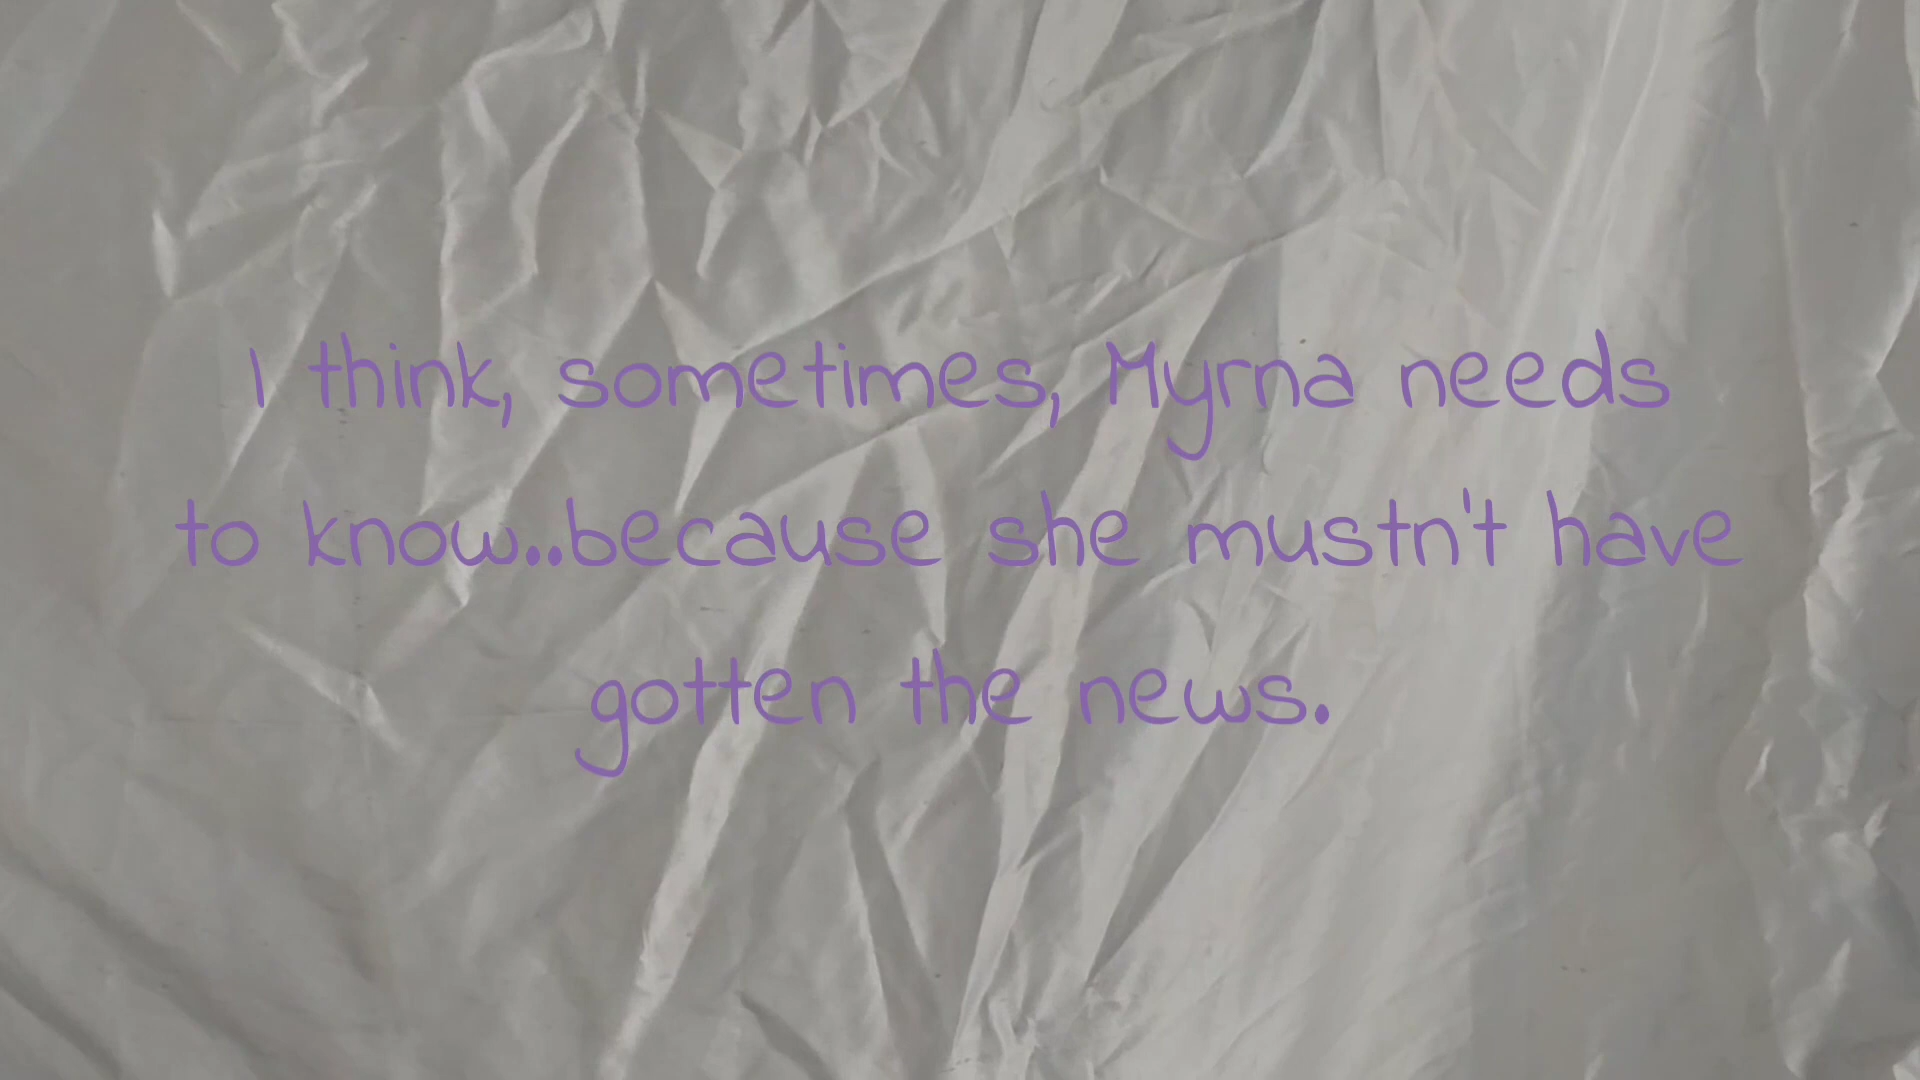 I think, sometimes, Myrna needs
to know..because she mustn't have
gotten the news.